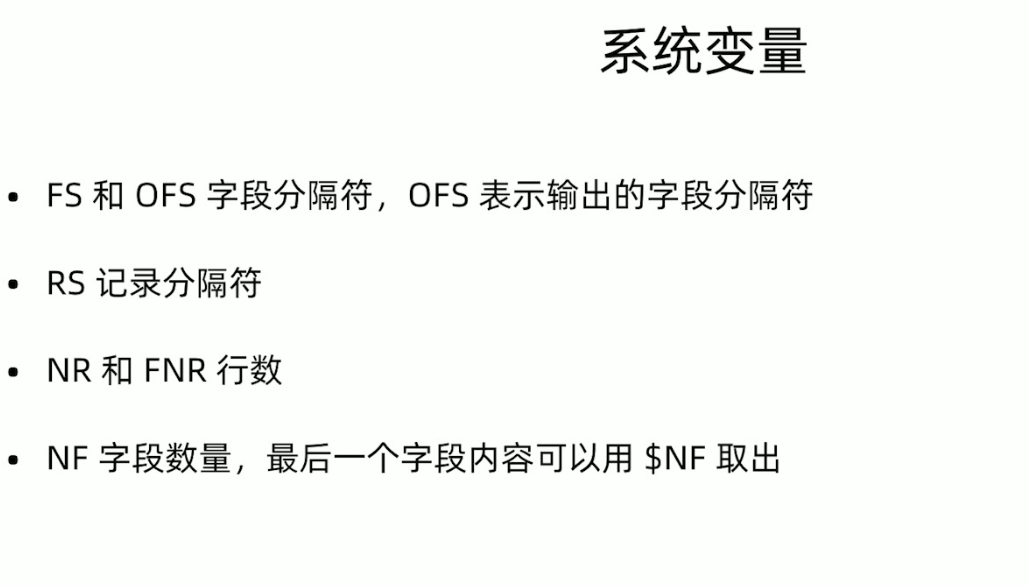 系统变量
• FS 和 OFS 字段分隔符，OFS 表示输出的字段分隔符
• RS 记录分隔符
• NR 和 FNR 行数
• NF 字段数量，最后一个字段内容可以用 $NF 取出